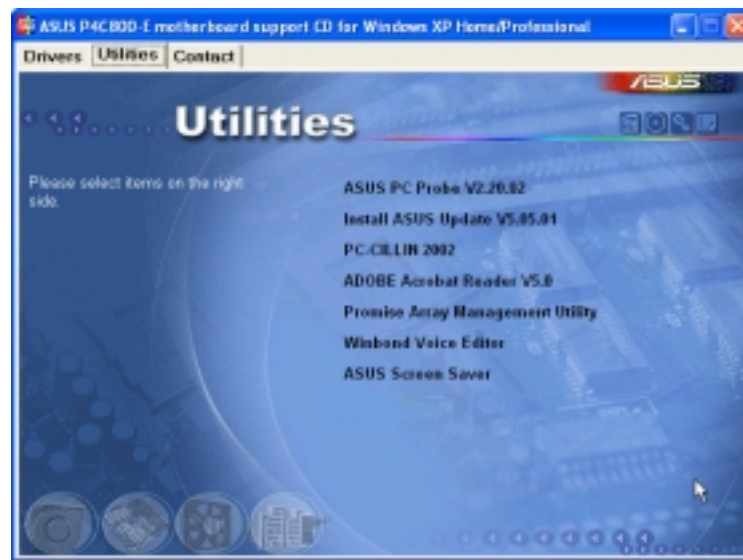 ASUS P4C800-E motherboard support CD for Windows XP Home/Professional
Drivers Utilities Contact
ASUS
Utilities
Please select items on the right
side.
ASUS PC Probe V2.20.02
Install ASUS Update V5.05.01
PC-CILLIN 2002
ADOBE Acrobat Reader V5.0
Promise Array Management Utility
Winbond Voice Editor
ASUS Screen Saver